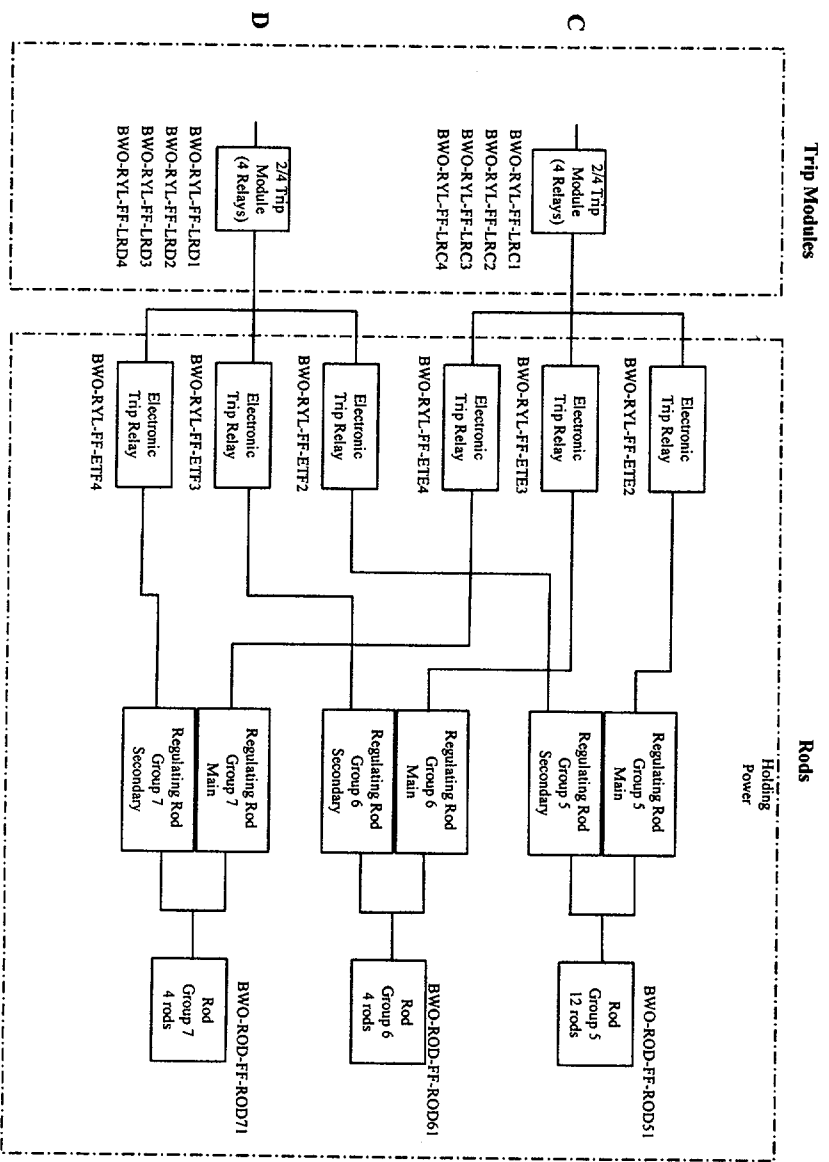 Trip Modules
Rods
Holding
Power
C
2/4 Trip
Module
(4 Relays)
BWO-RYL-FF-LRC1
BWO-RYL-FF-LRC2
BWO-RYL-FF-LRC3
BWO-RYL-FF-LRC4
Electronic
Trip Relay
BWO-RYL-FF-ETE2
Electronic
Trip Relay
BWO-RYL-FF-ETE3
Electronic
Trip Relay
BWO-RYL-FF-ETE4
Regulating Rod
Group 5
Main
Regulating Rod
Group 5
Secondary
BWO-ROD-FF-ROD51
Rod
Group 5
12 rods
Regulating Rod
Group 6
Main
Regulating Rod
Group 6
Secondary
BWO-ROD-FF-ROD61
Rod
Group 6
4 rods
D
2/4 Trip
Module
(4 Relays)
BWO-RYL-FF-LRD1
BWO-RYL-FF-LRD2
BWO-RYL-FF-LRD3
BWO-RYL-FF-LRD4
Electronic
Trip Relay
BWO-RYL-FF-ETF2
Electronic
Trip Relay
BWO-RYL-FF-ETF3
Electronic
Trip Relay
BWO-RYL-FF-ETF4
Regulating Rod
Group 7
Main
Regulating Rod
Group 7
Secondary
BWO-ROD-FF-ROD71
Rod
Group 7
4 rods